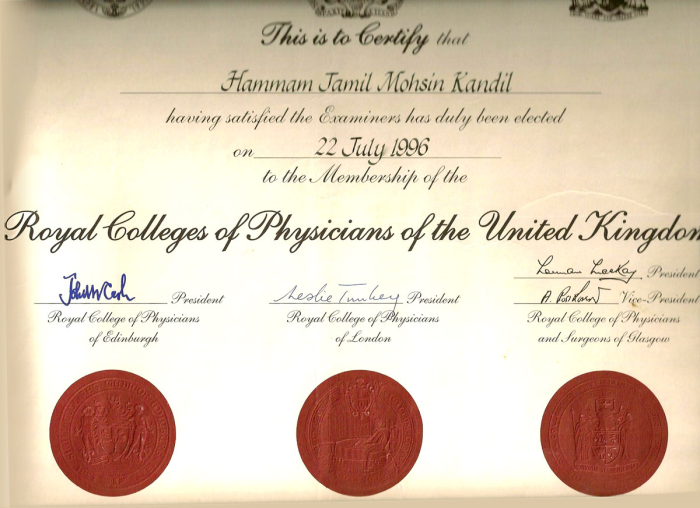 This is to Certify that
Hammam Jamil Mohsin Kandil
having satisfied the Examiners has duly been elected
on 22 July 1996
to the Membership of the
Royal Colleges of Physicians of the United Kingdom
President
President
President
Vice-President
Royal College of Physicians
of Edinburgh
Royal College of Physicians
of London
Royal College of Physicians
and Surgeons of Glasgow